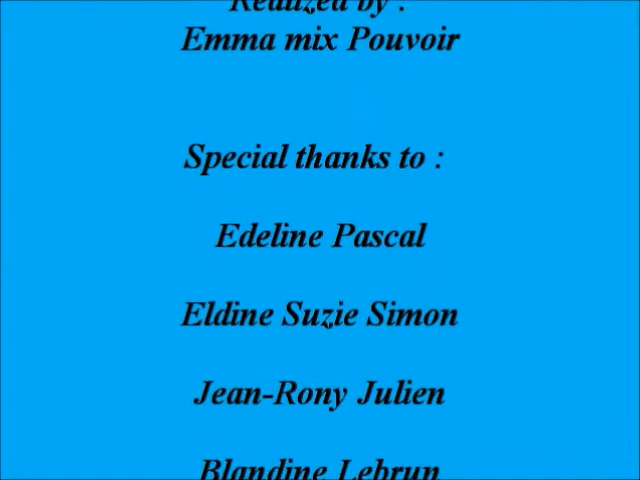 Realized by :
Emma mix Pouvoir
Special thanks to :
Edeline Pascal
Eldine Suzie Simon
Jean-Rony Julien
Blandine Lebrun